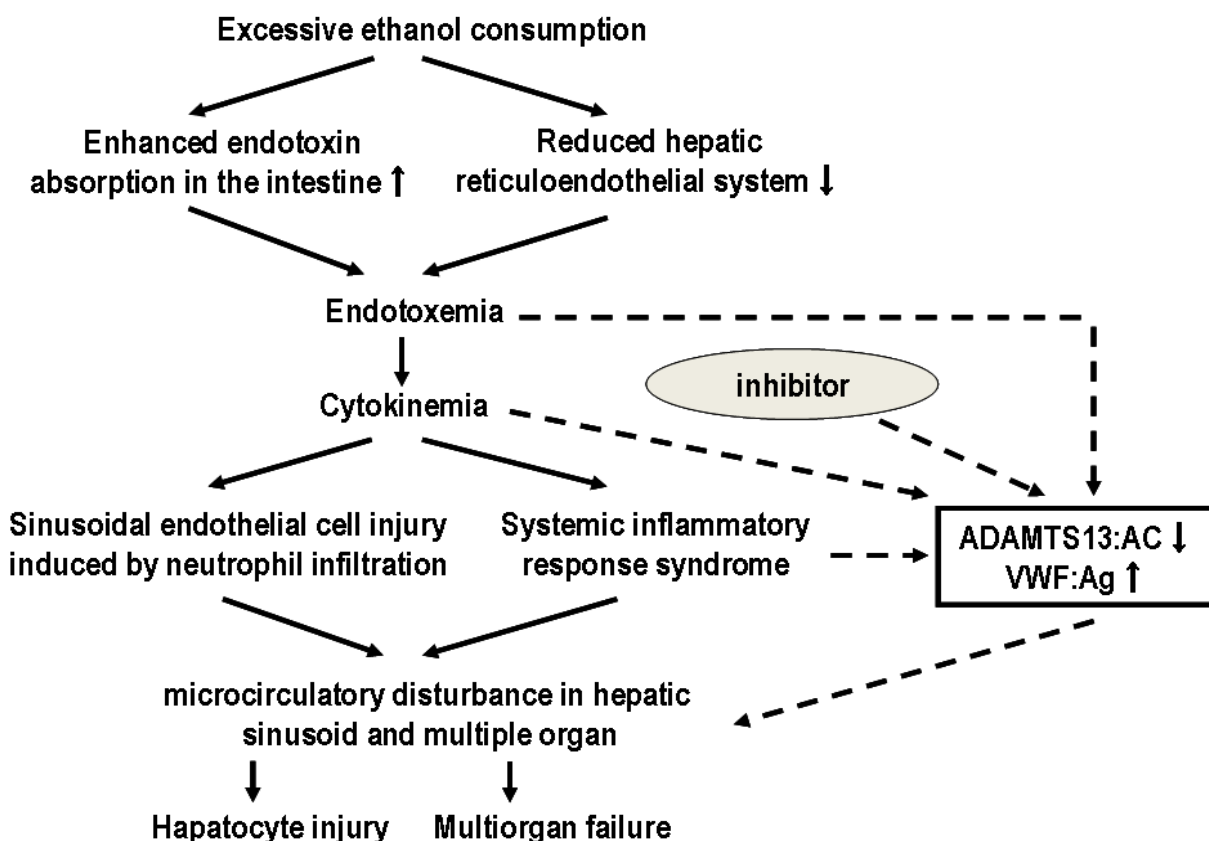 Excessive ethanol consumption
Enhanced endotoxin
absorption in the intestine ↑
Reduced hepatic
reticuloendothelial system ↓
Endotoxemia
inhibitor
Cytokinemia
Sinusoidal endothelial cell injury
induced by neutrophil infiltration
Systemic inflammatory
response syndrome
ADAMTS13:AC ↓
VWF:Ag ↑
microcirculatory disturbance in hepatic
sinusoid and multiple organ
Hapatocyte injury
Multiorgan failure